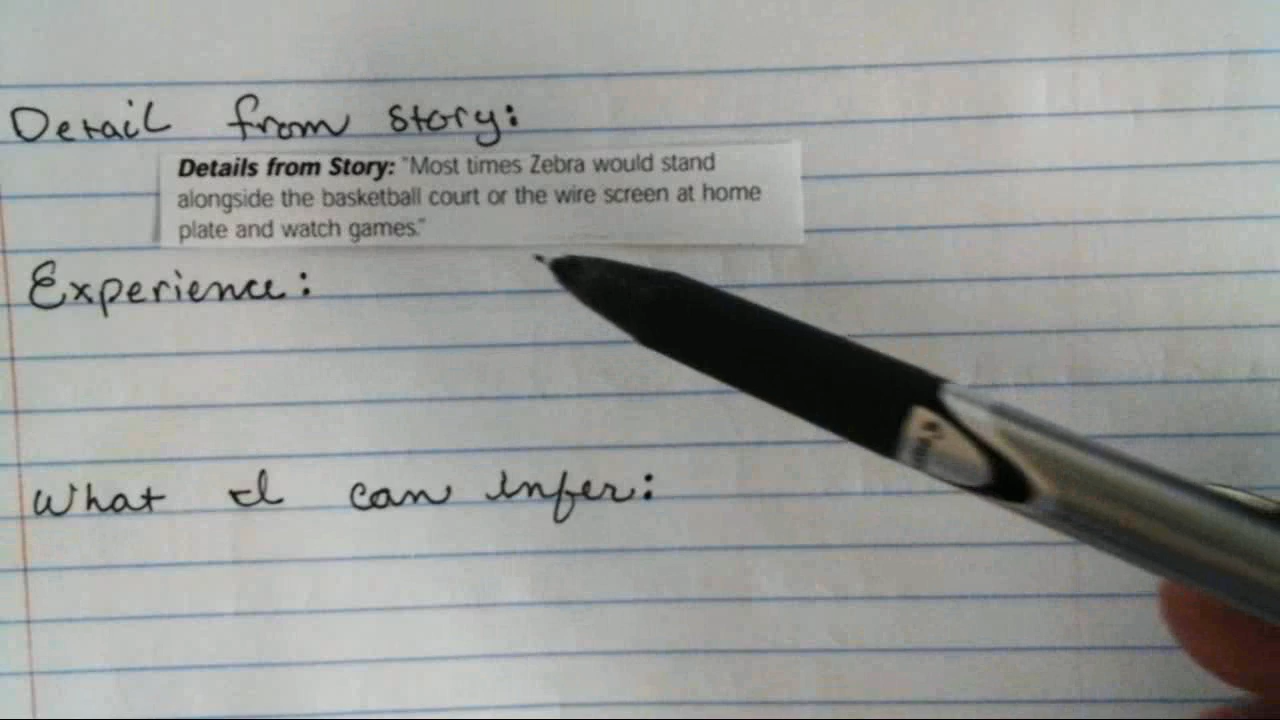 Detail from story:
Details from Story: "Most times Zebra would stand
alongside the basketball court or the wire screen at home
plate and watch games."
Experience:
What I can infer: